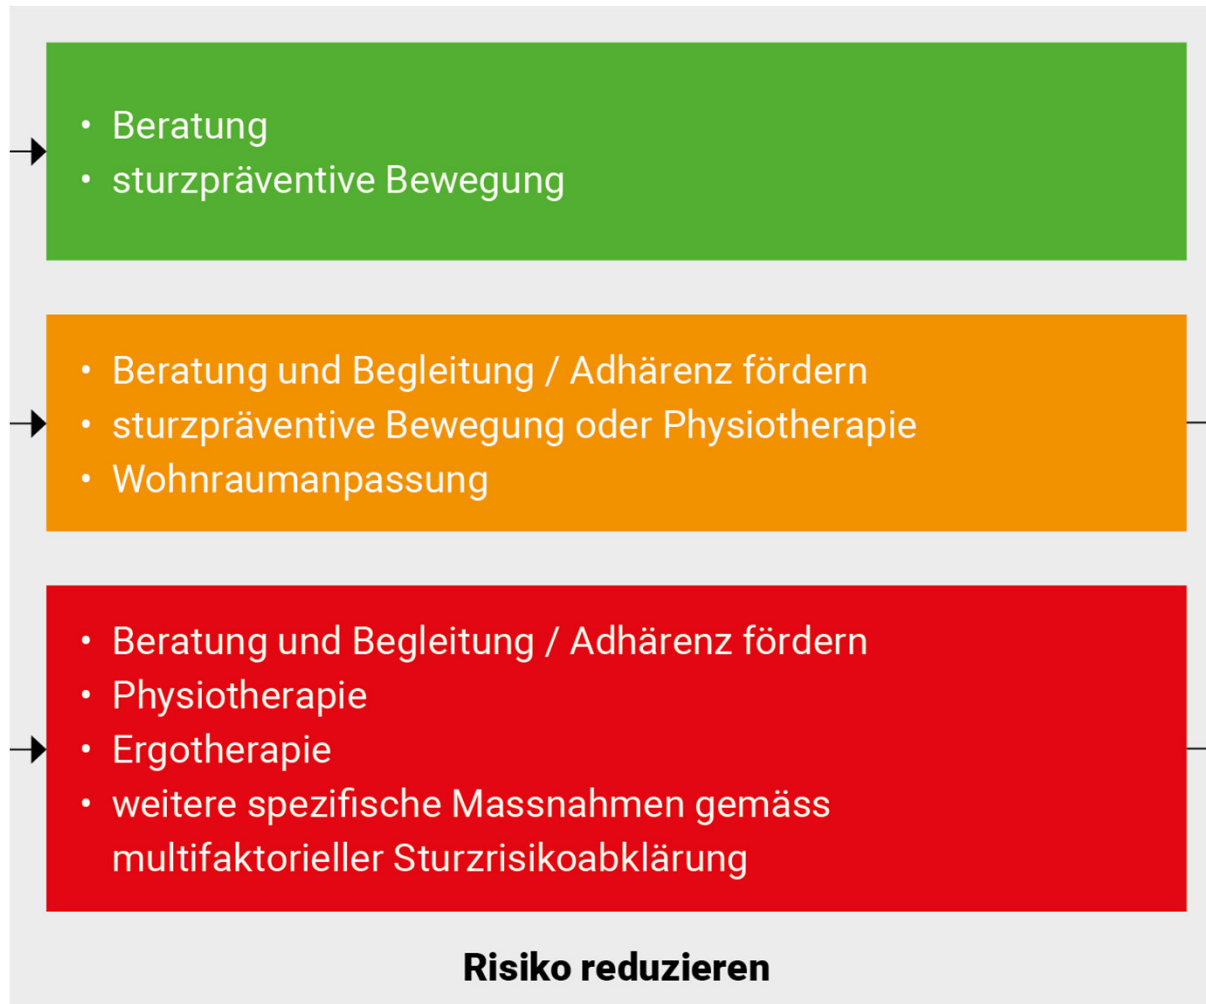 • Beratung
• sturzpräventive Bewegung
• Beratung und Begleitung / Adhärenz fördern
• sturzpräventive Bewegung oder Physiotherapie
• Wohnraumanpassung
• Beratung und Begleitung / Adhärenz fördern
• Physiotherapie
• Ergotherapie
• weitere spezifische Massnahmen gemäss
multifaktorieller Sturzrisikoabklärung
Risiko reduzieren